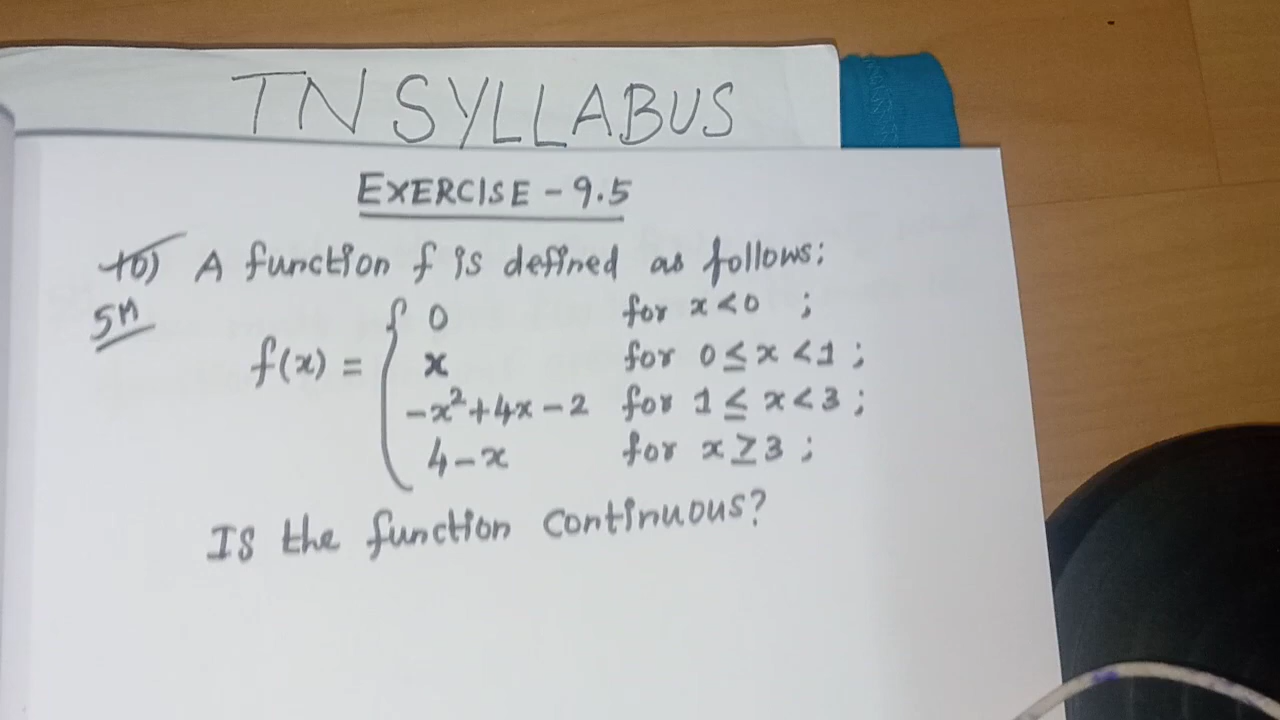 TN SYLLABUS
EXERCISE - 9.5
10) A function f is defined as follows:
5M
f(x) = { 0 for x < 0 ;
x for 0 ≤ x < 1 ;
-x²+4x-2 for 1 ≤ x < 3 ;
4-x for x ≥ 3 ;
Is the function continuous?